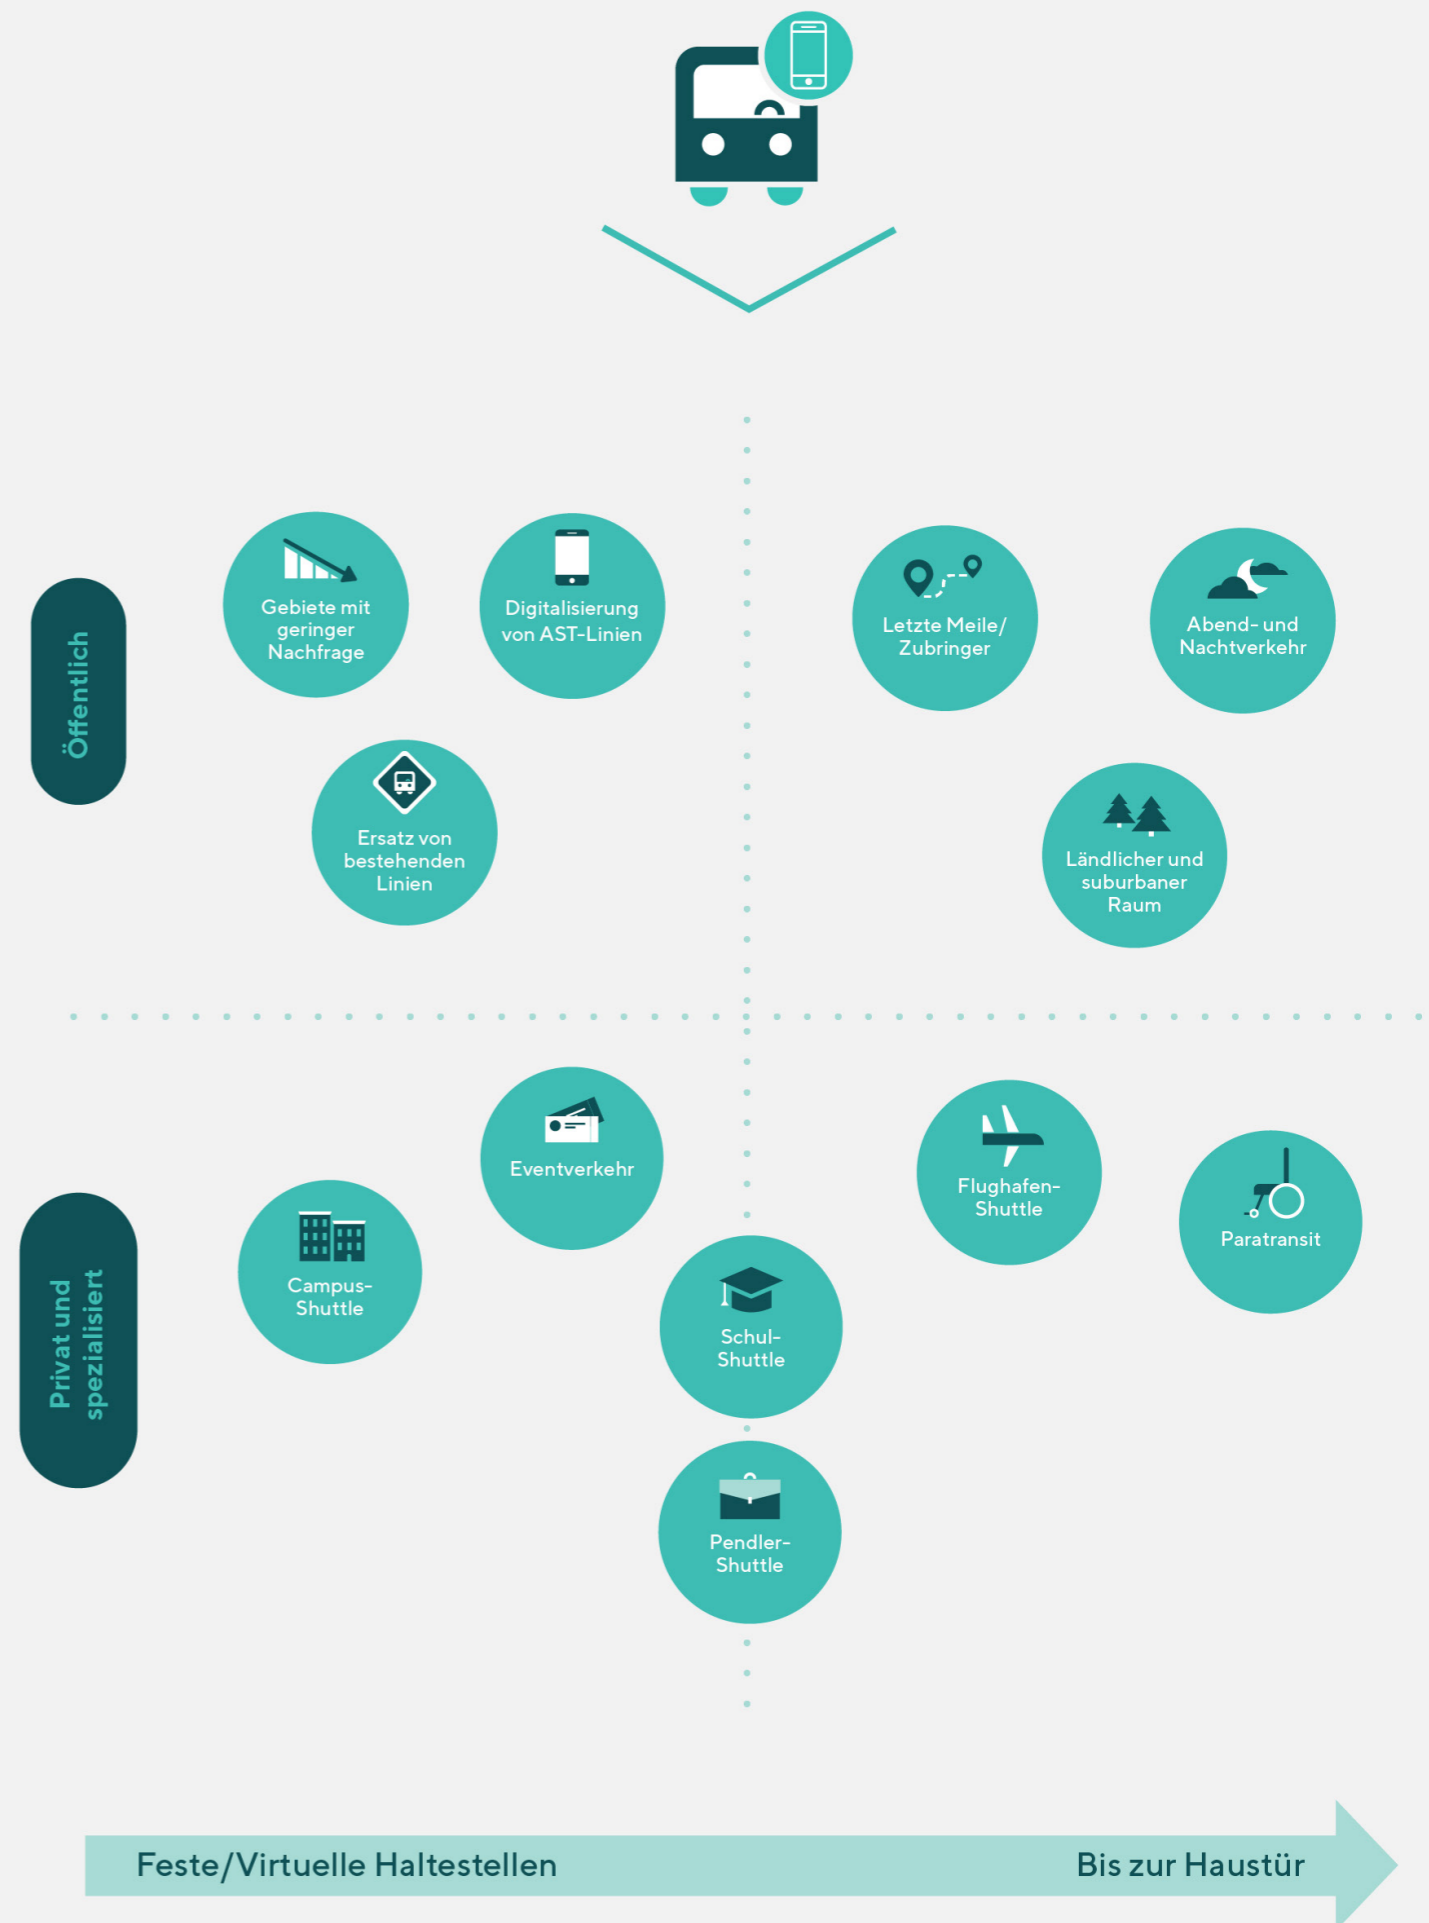 Öffentlich
Gebiete mit
geringer
Nachfrage
Digitalisierung
von AST-Linien
Ersatz von
bestehenden
Linien
Letzte Meile/
Zubringer
Abend- und
Nachtverkehr
Ländlicher und
suburbaner
Raum
Privat und
spezialisiert
Eventverkehr
Campus-
Shuttle
Schul-
Shuttle
Pendler-
Shuttle
Flughafen-
Shuttle
Paratransit
Feste/Virtuelle Haltestellen
Bis zur Haustür